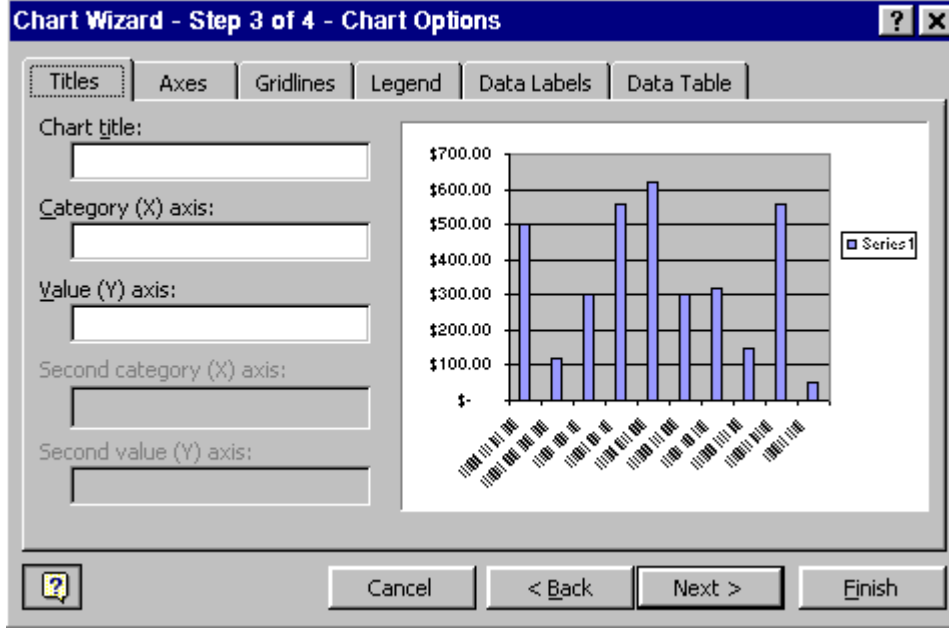 Chart Wizard - Step 3 of 4 - Chart Options
Titles Axes Gridlines Legend Data Labels Data Table
Chart title:
Category (X) axis:
Value (Y) axis:
Second category (X) axis:
Second value (Y) axis:
$700.00
$600.00
$500.00
$400.00
$300.00
$200.00
$100.00
$-
Series1
Cancel < Back Next > Finish